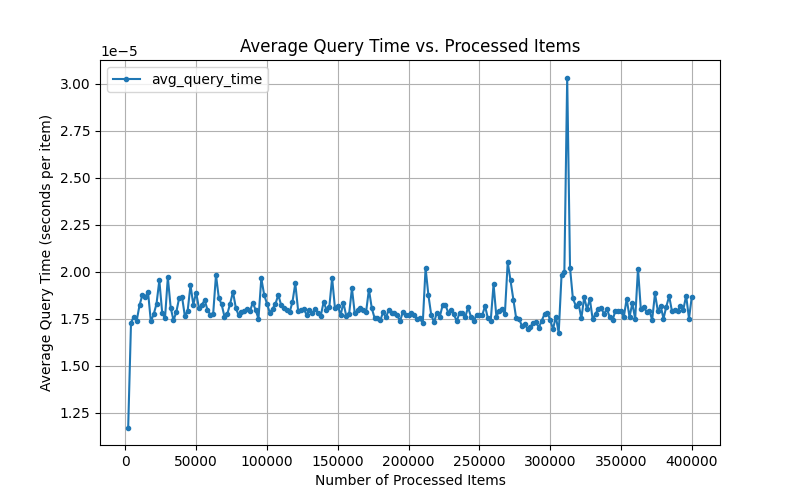 Average Query Time vs. Processed Items
1e−5
avg_query_time
3.00
2.75
2.50
2.25
2.00
1.75
1.50
1.25
Average Query Time (seconds per item)
0 50000 100000 150000 200000 250000 300000 350000 400000
Number of Processed Items